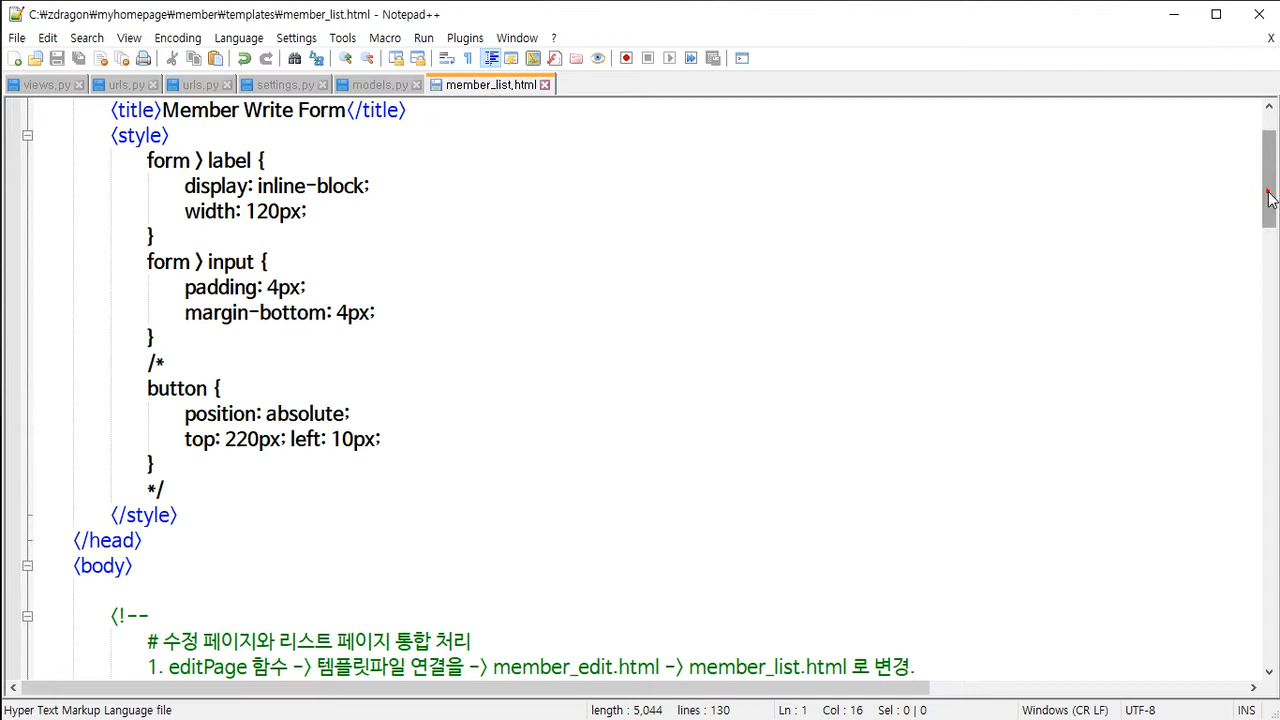 C:\zdragon\myhomepage\member\templates\member_list.html - Notepad++
File Edit Search View Encoding Language Settings Tools Macro Run Plugins Window ? X
views.py urls.py urls.py settings.py models.py member_list.html
<title>Member Write Form</title>
<style>
form > label {
display: inline-block;
width: 120px;
}
form > input {
padding: 4px;
margin-bottom: 4px;
}
/*
button {
position: absolute;
top: 220px; left: 10px;
}
*/
</style>
</head>
<body>
<!--
# 수정 페이지와 리스트 페이지 통합 처리
1. editPage 함수 -> 템플릿파일 연결을 -> member_edit.html -> member_list.html 로 변경.
Hyper Text Markup Language file length : 5,044 lines : 130 Ln : 1 Col : 16 Sel : 0 | 0 Windows (CR LF) UTF-8 INS